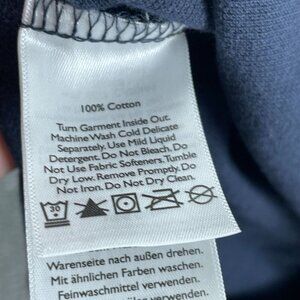 100% Cotton
Turn Garment Inside Out.
Machine Wash Cold Delicate
Separately. Use Mild Liquid
Detergent. Do Not Bleach. Do
Not Use Fabric Softeners. Tumble
Dry Low. Remove Promptly. Do
Not Iron. Do Not Dry Clean.
30
Warenseite nach außen drehen.
Mit ähnlichen Farben waschen.
Feinwaschmittel verwenden.